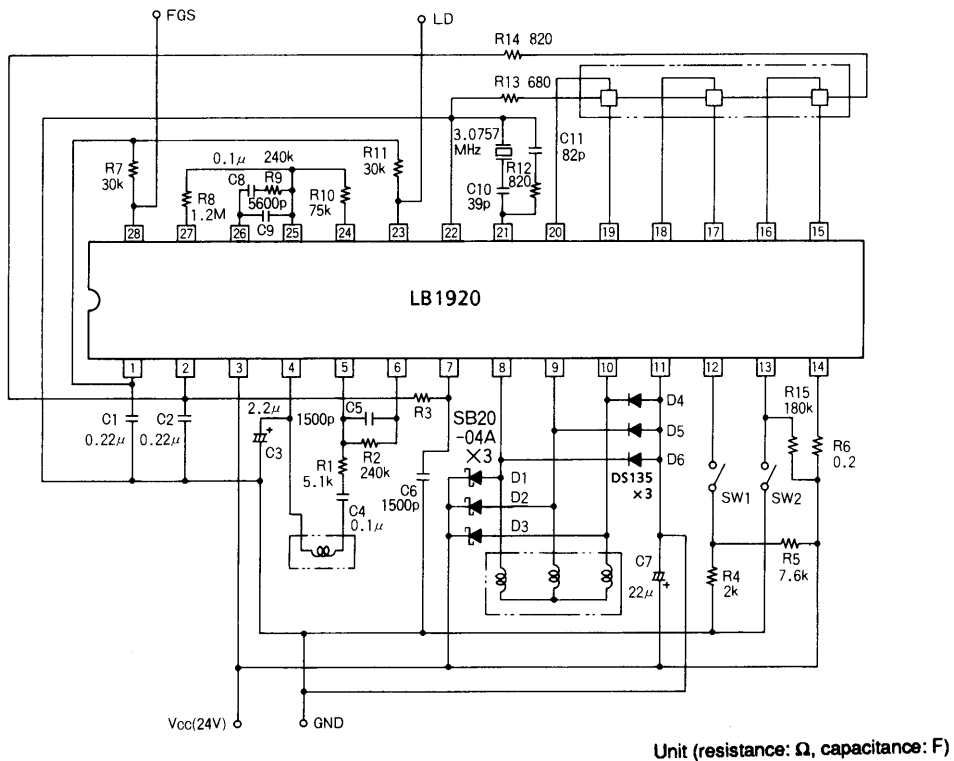 FGS
LD
R14 820
R13 680
3.0757
MHz
C11
82p
R7
30k
0.1μ 240k
R11
30k
C8
R9
R8
1.2M
5600p
C9
R10
75k
C10
39p
R12
820
28
27
26
25
24
23
22
21
20
19
18
17
16
15
LB1920
1
2
3
4
5
6
7
8
9
10
11
12
13
14
C1
0.22μ
C2
0.22μ
2.2μ
+
C3
1500p
C5
R3
R1
5.1k
R2
240k
C4
0.1μ
C6
1500p
SB20
-04A
×3
D1
D2
D3
D4
D5
D6
DS135
×3
R15
180k
R6
0.2
SW1
SW2
C7
22μ
+
R4
2k
R5
7.6k
Vcc(24V)
GND
Unit (resistance: Ω, capacitance: F)